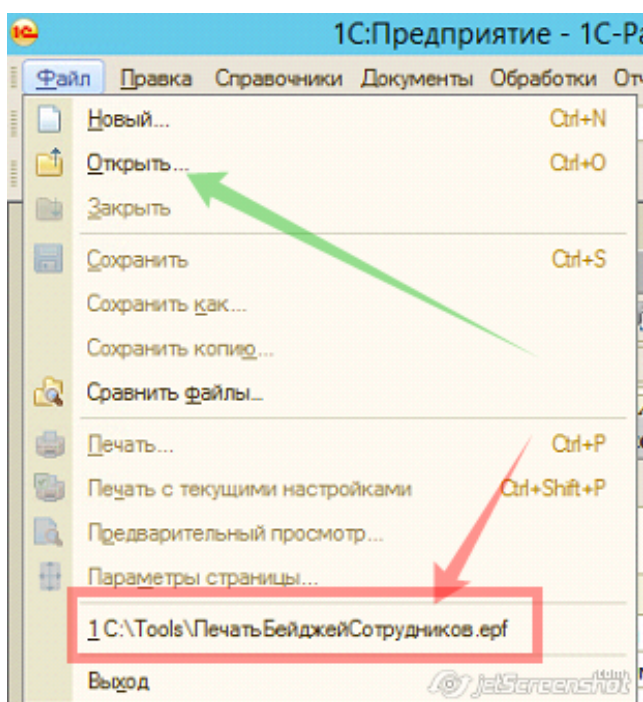 1С:Предприятие - 1С-Ра
Файл Правка Справочники Документы Обработки Отч
Новый... Ctrl+N
Открыть... Ctrl+O
Закрыть
Сохранить Ctrl+S
Сохранить как...
Сохранить копию...
Сравнить файлы...
Печать... Ctrl+P
Печать с текущими настройками Ctrl+Shift+P
Предварительный просмотр...
Параметры страницы...
1 C:\Tools\ПечатьБейджейСотрудников.epf
Выход
jetScreenshot